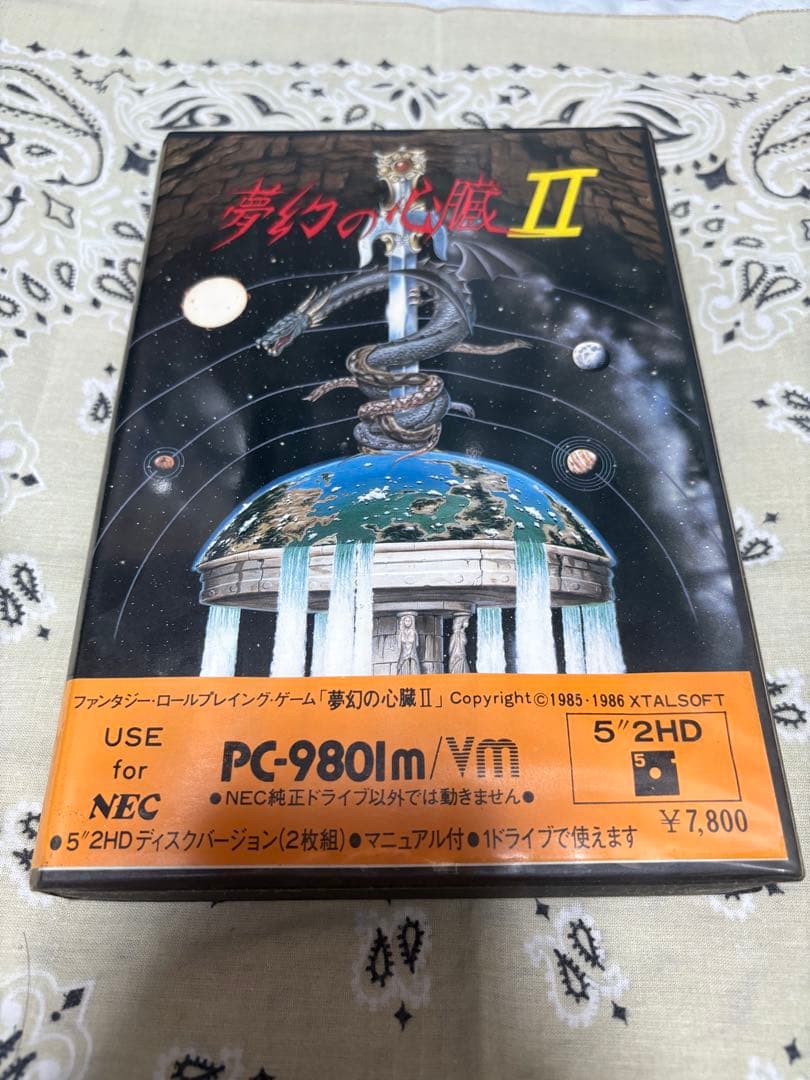 夢幻の心臓II
ファンタジー・ロールプレイング・ゲーム「夢幻の心臓II」 Copyright©1985・1986 XTALSOFT
USE
for
NEC
PC-9801m/Vm
●NEC純正ドライブ以外では動きません●
5″2HD
5
¥7,800
●5″2HDディスクバージョン(2枚組)●マニュアル付●1ドライブで使えます